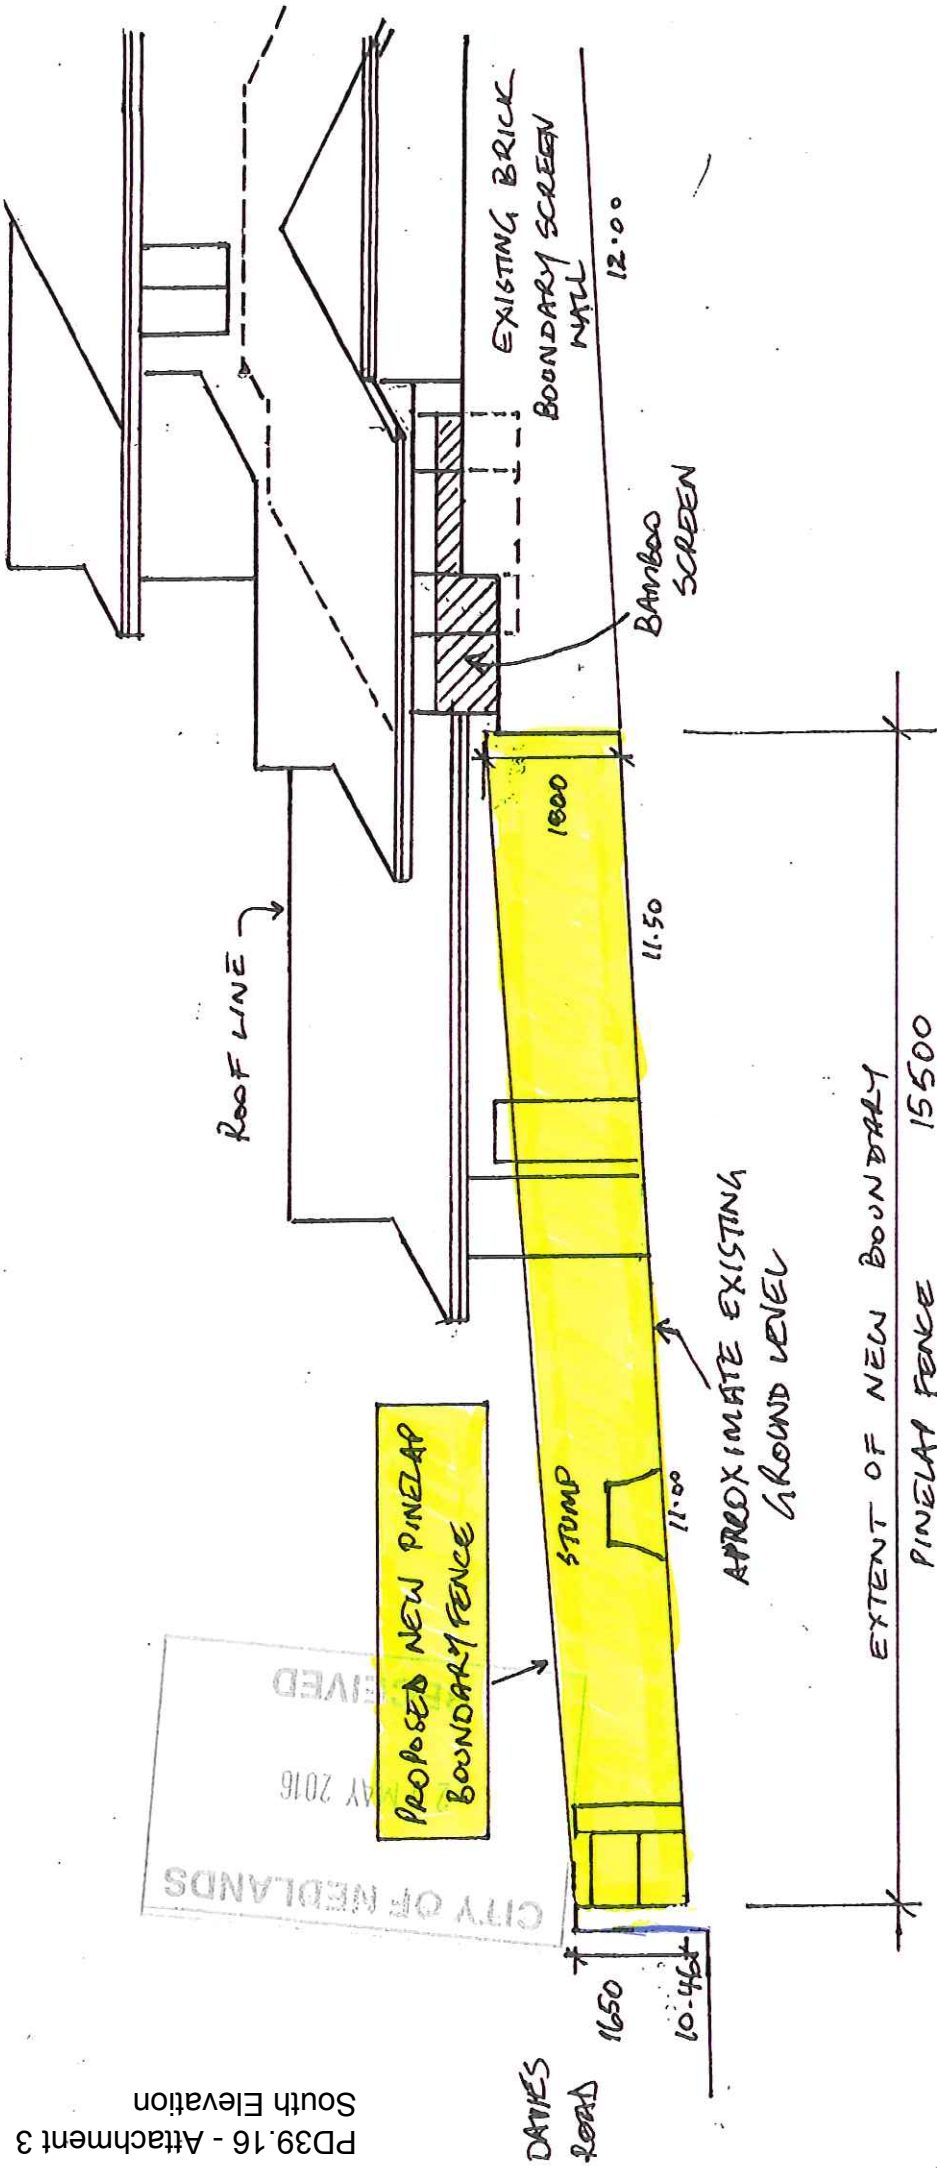 PD39.16 - Attachment 3
South Elevation
CITY OF NEDLANDS
MAY 2016
ROOF LINE
EXISTING BRICK
BOUNDARY SCREEN
WALL
12.00
BAMBOO
SCREEN
PROPOSED NEW PINELAP
BOUNDARY FENCE
STUMP
1800
11.50
11.00
APPROXIMATE EXISTING
GROUND LEVEL
DAVIES
ROAD
1650
10.46
EXTENT OF NEW BOUNDARY
PINELAP FENCE 15500